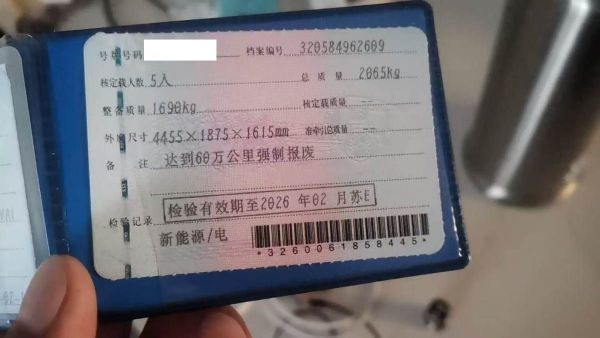 号牌号码 档案编号 320584962609
核定载人数 5人 总质量 2065kg
整备质量 1690kg 核定载质量 --
外廓尺寸 4455×1875×1615mm 准牵引总质量 --
备注 达到60万公里强制报废
检验记录 检验有效期至2026年02月苏E
新能源/电
*3260061858445*